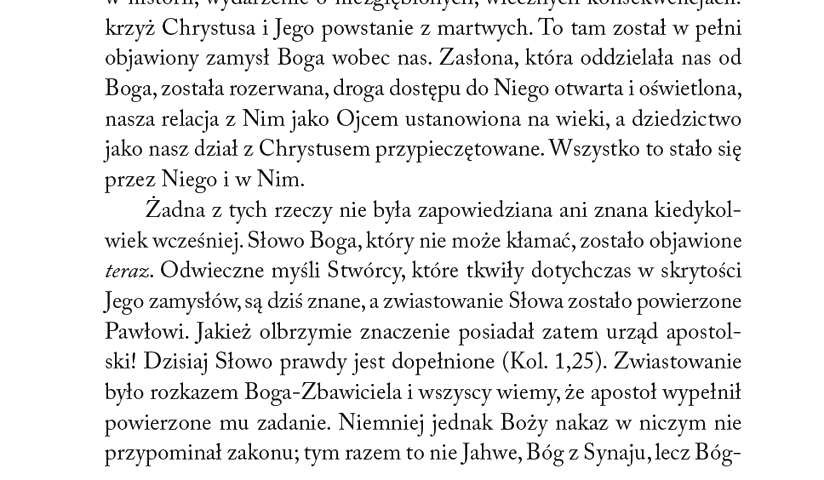 w historii, wydarzenie o niezgłębionych, wiecznych konsekwencjach:
krzyż Chrystusa i Jego powstanie z martwych. To tam został w pełni
objawiony zamysł Boga wobec nas. Zasłona, która oddzielała nas od
Boga, została rozerwana, droga dostępu do Niego otwarta i oświetlona,
nasza relacja z Nim jako Ojcem ustanowiona na wieki, a dziedzictwo
jako nasz dział z Chrystusem przypieczętowane. Wszystko to stało się
przez Niego i w Nim.
Żadna z tych rzeczy nie była zapowiedziana ani znana kiedykol-
wiek wcześniej. Słowo Boga, który nie może kłamać, zostało objawione
teraz. Odwieczne myśli Stwórcy, które tkwiły dotychczas w skrytości
Jego zamysłów, są dziś znane, a zwiastowanie Słowa zostało powierzone
Pawłowi. Jakież olbrzymie znaczenie posiadał zatem urząd apostol-
ski! Dzisiaj Słowo prawdy jest dopełnione (Kol. 1,25). Zwiastowanie
było rozkazem Boga-Zbawiciela i wszyscy wiemy, że apostoł wypełnił
powierzone mu zadanie. Niemniej jednak Boży nakaz w niczym nie
przypominał zakonu; tym razem to nie Jahwe, Bóg z Synaju, lecz Bóg-